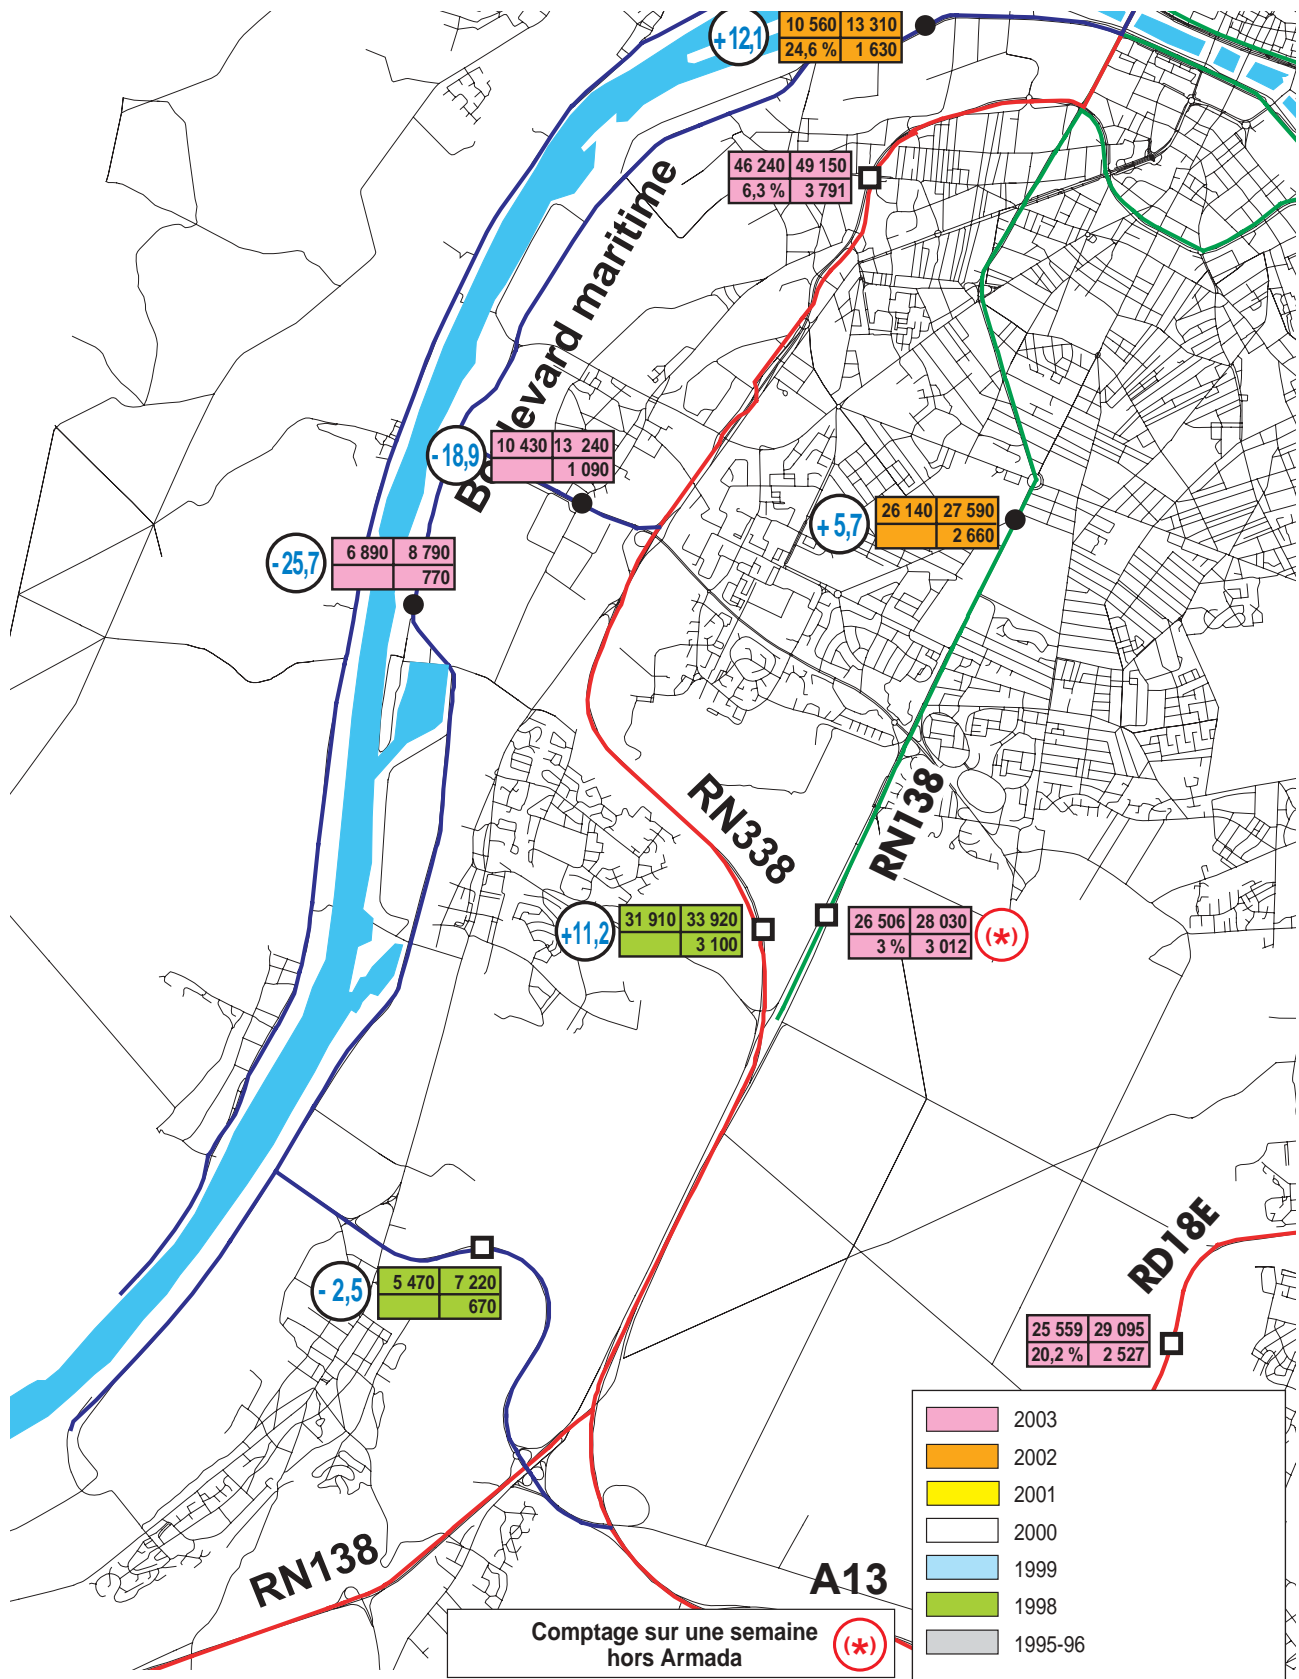 +12,1
10 560 13 310
24,6 % 1 630
46 240 49 150
6,3 % 3 791
Boulevard maritime
- 18,9
10 430 13 240
1 090
+ 5,7
26 140 27 590
2 660
- 25,7
6 890 8 790
770
RN338
RN138
+11,2
31 910 33 920
3 100
26 506 28 030
3 % 3 012
(*)
- 2,5
5 470 7 220
670
RD18E
25 559 29 095
20,2 % 2 527
2003
2002
2001
2000
1999
1998
1995-96
RN138
A13
Comptage sur une semaine
hors Armada
(*)